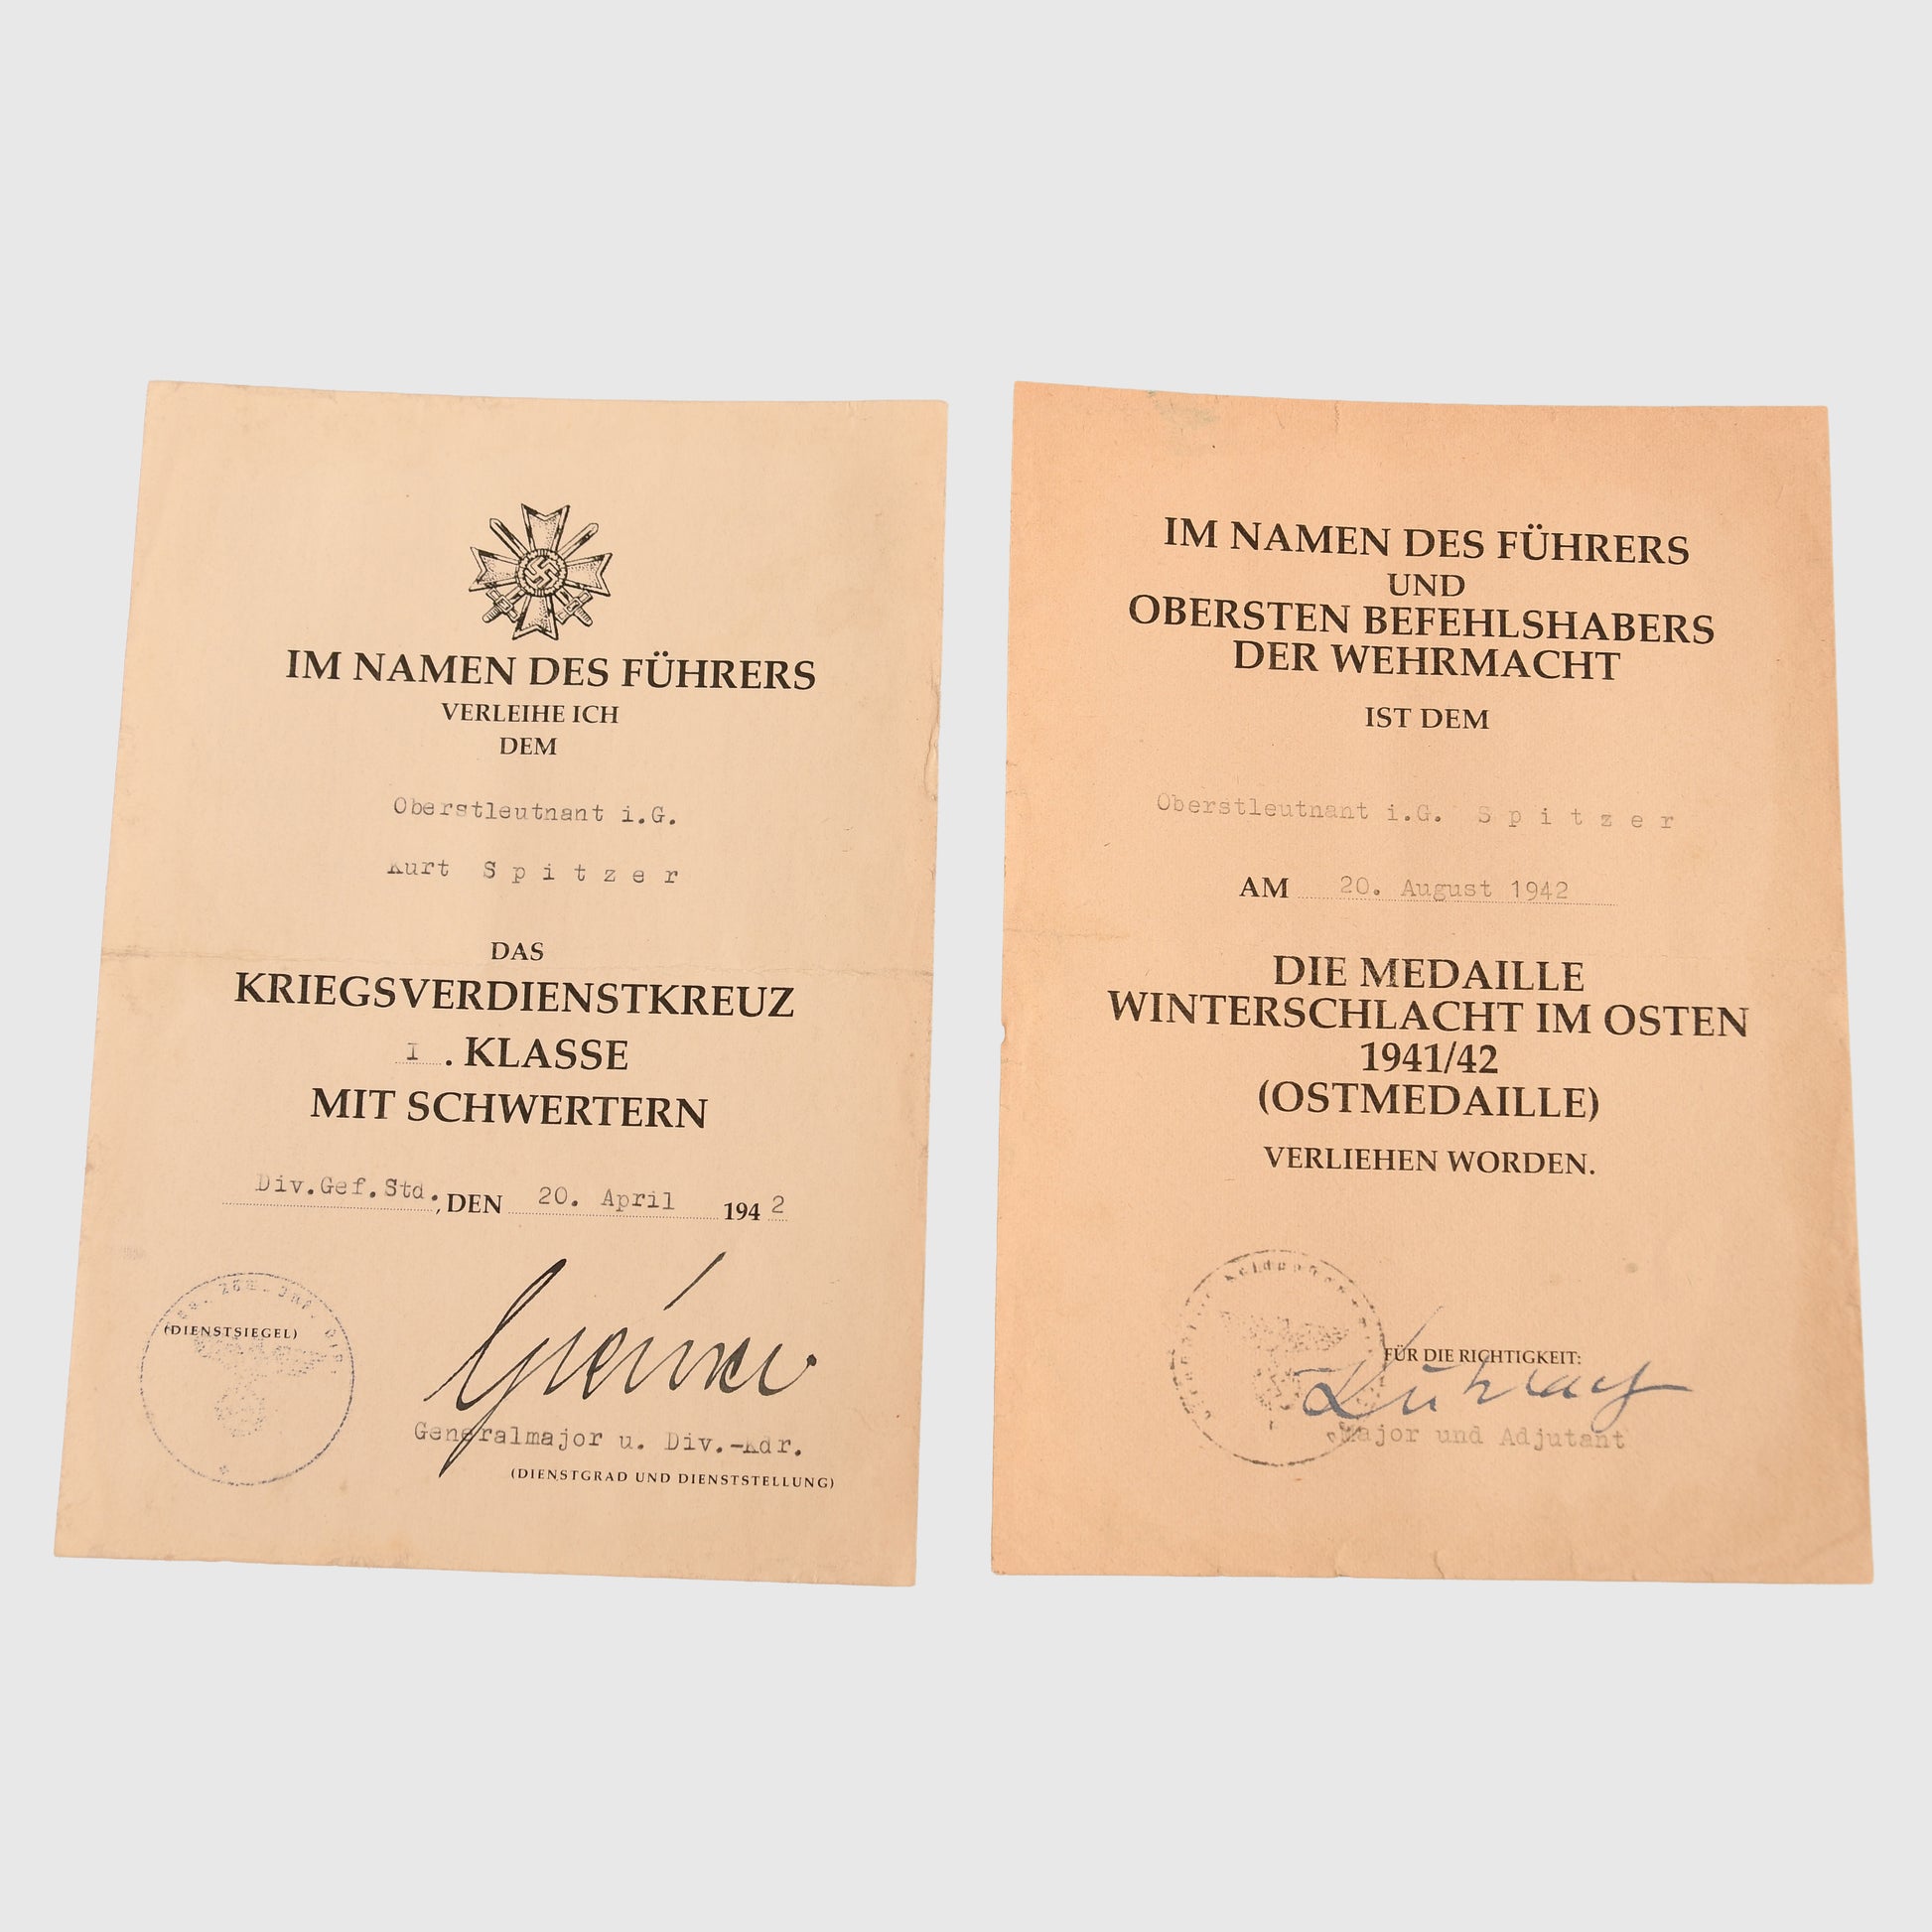 IM NAMEN DES FÜHRERS
VERLEIHE ICH
DEM
Oberstleutnant i.G.
Kurt Spitzer
DAS
KRIEGSVERDIENSTKREUZ
I. KLASSE
MIT SCHWERTERN
Div.Gef.Std., DEN 20. April 1942
(DIENSTSIEGEL)
Generalmajor u. Div.-Kdr.
(DIENSTGRAD UND DIENSTSTELLUNG)
IM NAMEN DES FÜHRERS
UND
OBERSTEN BEFEHLSHABERS
DER WEHRMACHT
IST DEM
Oberstleutnant i.G. Spitzer
AM 20. August 1942
DIE MEDAILLE
WINTERSCHLACHT IM OSTEN
1941/42
(OSTMEDAILLE)
VERLIEHEN WORDEN.
FÜR DIE RICHTIGKEIT:
Major und Adjutant